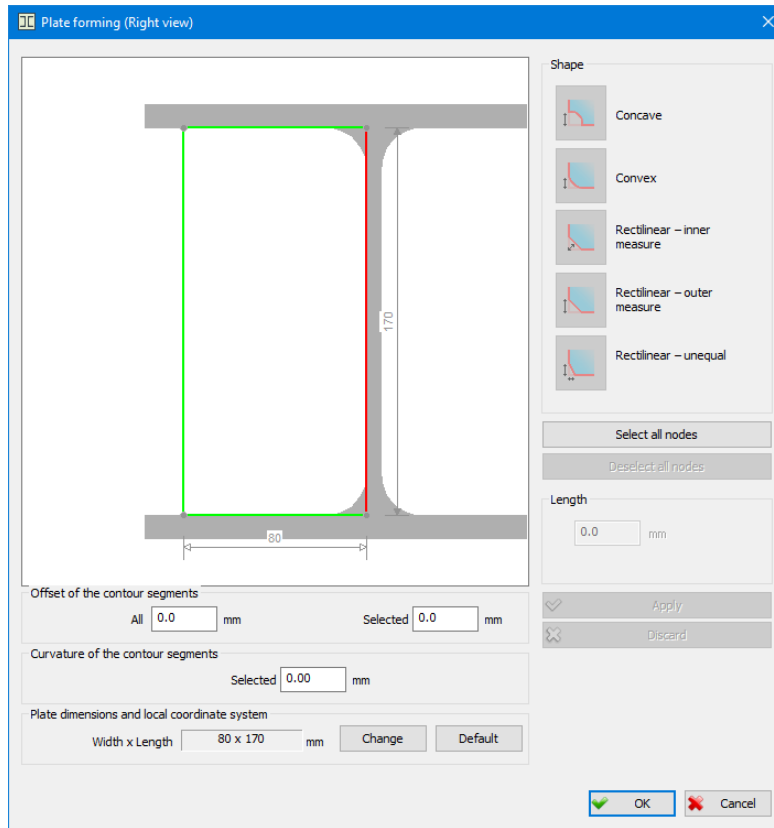 Plate forming (Right view)
170
80
Shape
Concave
Convex
Rectilinear – inner
measure
Rectilinear – outer
measure
Rectilinear – unequal
Select all nodes
Deselect all nodes
Length
0.0 mm
Apply
Discard
Offset of the contour segments
All 0.0 mm Selected 0.0 mm
Curvature of the contour segments
Selected 0.00 mm
Plate dimensions and local coordinate system
Width x Length 80 x 170 mm Change Default
OK Cancel